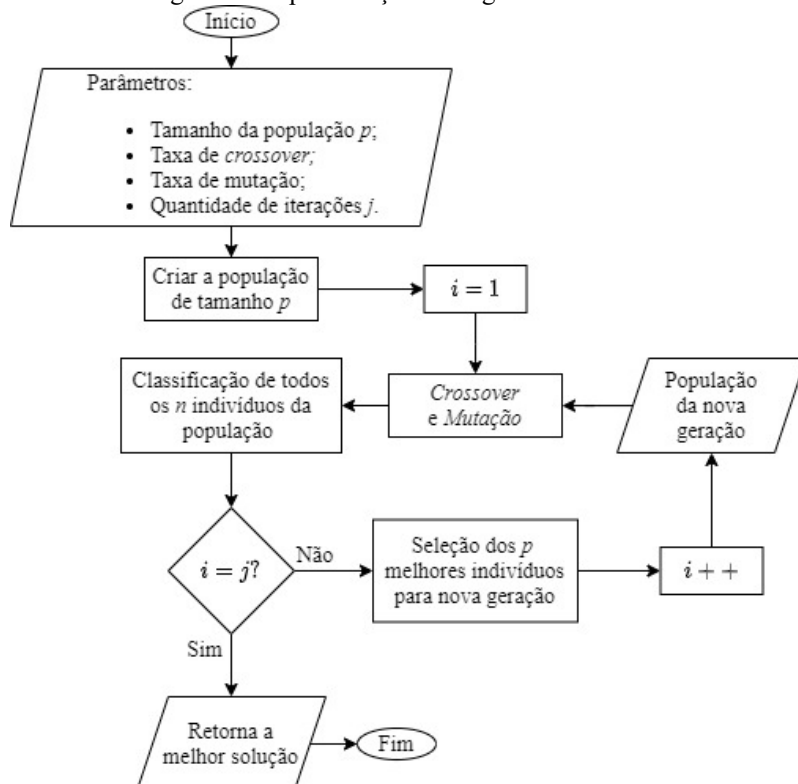 Início
Parâmetros:
• Tamanho da população p;
• Taxa de crossover;
• Taxa de mutação;
• Quantidade de iterações j.
Criar a população
de tamanho p
i = 1
Classificação de todos
os n indivíduos da
população
Crossover
e Mutação
População
da nova
geração
i = j?
Não
Seleção dos p
melhores indivíduos
para nova geração
i + +
Sim
Retorna a
melhor solução
Fim